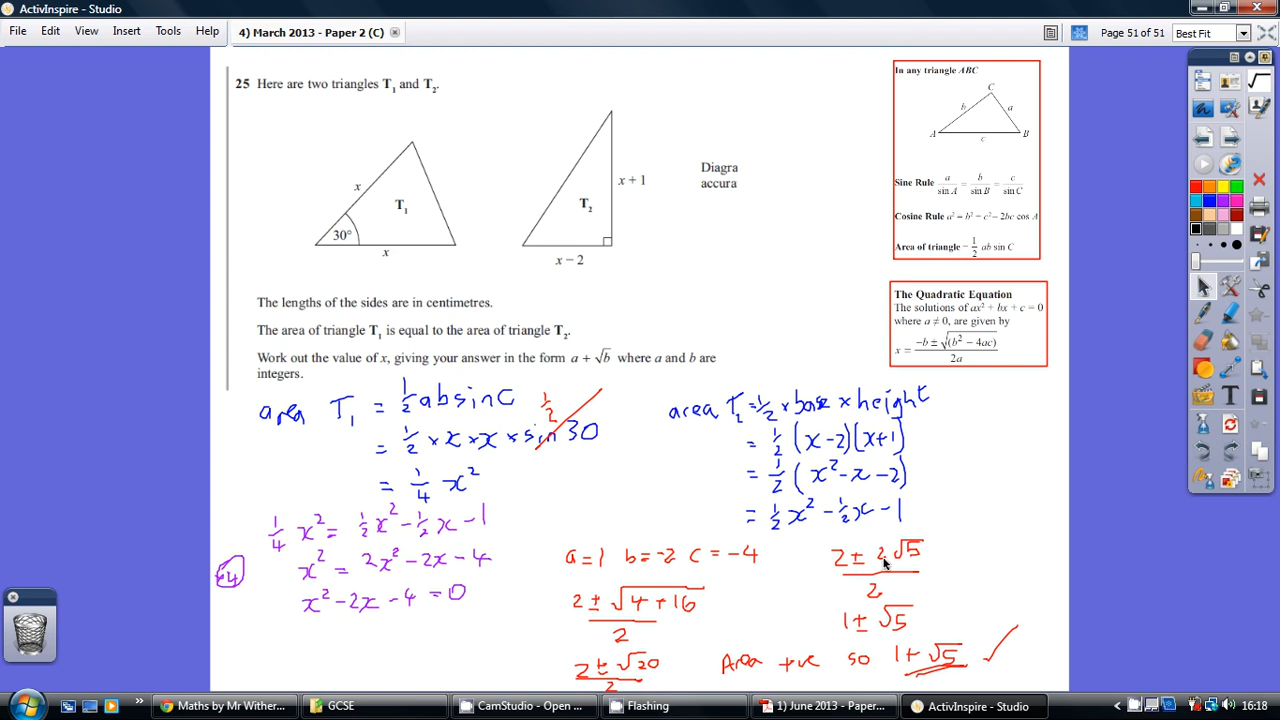 ActivInspire - Studio
File Edit View Insert Tools Help
4) March 2013 - Paper 2 (C)
Page 51 of 51
Best Fit
25 Here are two triangles T₁ and T₂.
x
T₁
30°
x
T₂
x + 1
x − 2
Diagra
accura
The lengths of the sides are in centimetres.
The area of triangle T₁ is equal to the area of triangle T₂.
Work out the value of x, giving your answer in the form a + √b where a and b are
integers.
In any triangle ABC
C
b a
A B
c
Sine Rule a/sin A = b/sin B = c/sin C
Cosine Rule a² = b² + c² − 2bc cos A
Area of triangle = 1/2 ab sin C
The Quadratic Equation
The solutions of ax² + bx + c = 0
where a ≠ 0, are given by
x = −b ± √(b² − 4ac) / 2a
area T₁ = 1/2 absinC
1/2
= 1/2 × x × x × sin 30
= 1/4 x²
area T₂ = 1/2 × base × height
= 1/2 (x−2)(x+1)
= 1/2 (x² − x − 2)
= 1/2 x² − 1/2 x − 1
1/4 x² = 1/2 x² − 1/2 x − 1
×4 x² = 2x² − 2x − 4
x² − 2x − 4 = 0
a = 1 b = −2 c = −4
2 ± √4 + 16 / 2
2 ± √20 / 2
2 ± 2√5 / 2
1 ± √5
Area +ve so 1 + √5 ✓
Maths by Mr Wither...
GCSE
CamStudio - Open ...
Flashing
1) June 2013 - Paper...
ActivInspire - Studio
16:18